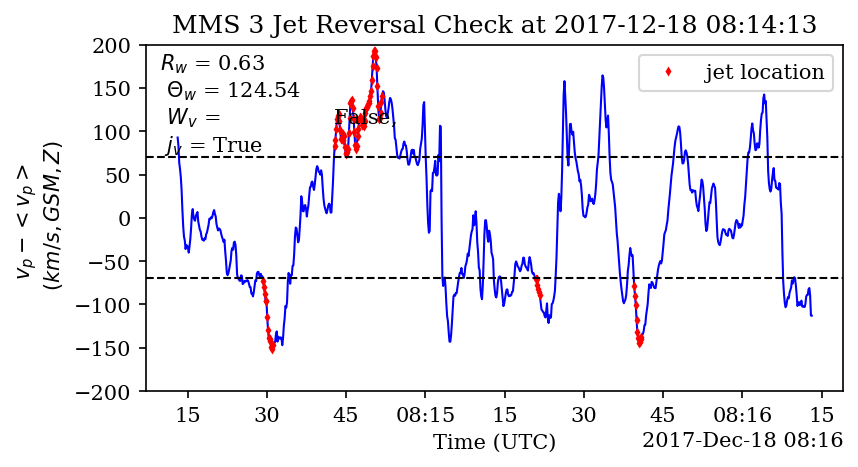 MMS 3 Jet Reversal Check at 2017-12-18 08:14:13
R_w = 0.63
Θ_w = 124.54
W_v = False,
j_v = True
jet location
v_p − < v_p >
(km/s, GSM, Z)
200
150
100
50
0
−50
−100
−150
−200
15 30 45 08:15 15 30 45 08:16 15
Time (UTC)
2017-Dec-18 08:16